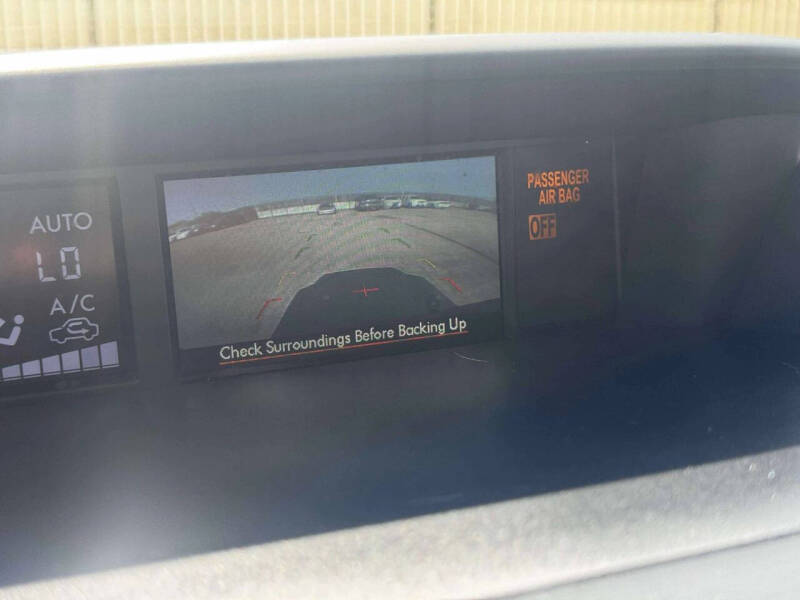 AUTO
LO
A/C
Check Surroundings Before Backing Up
PASSENGER
AIR BAG
OFF